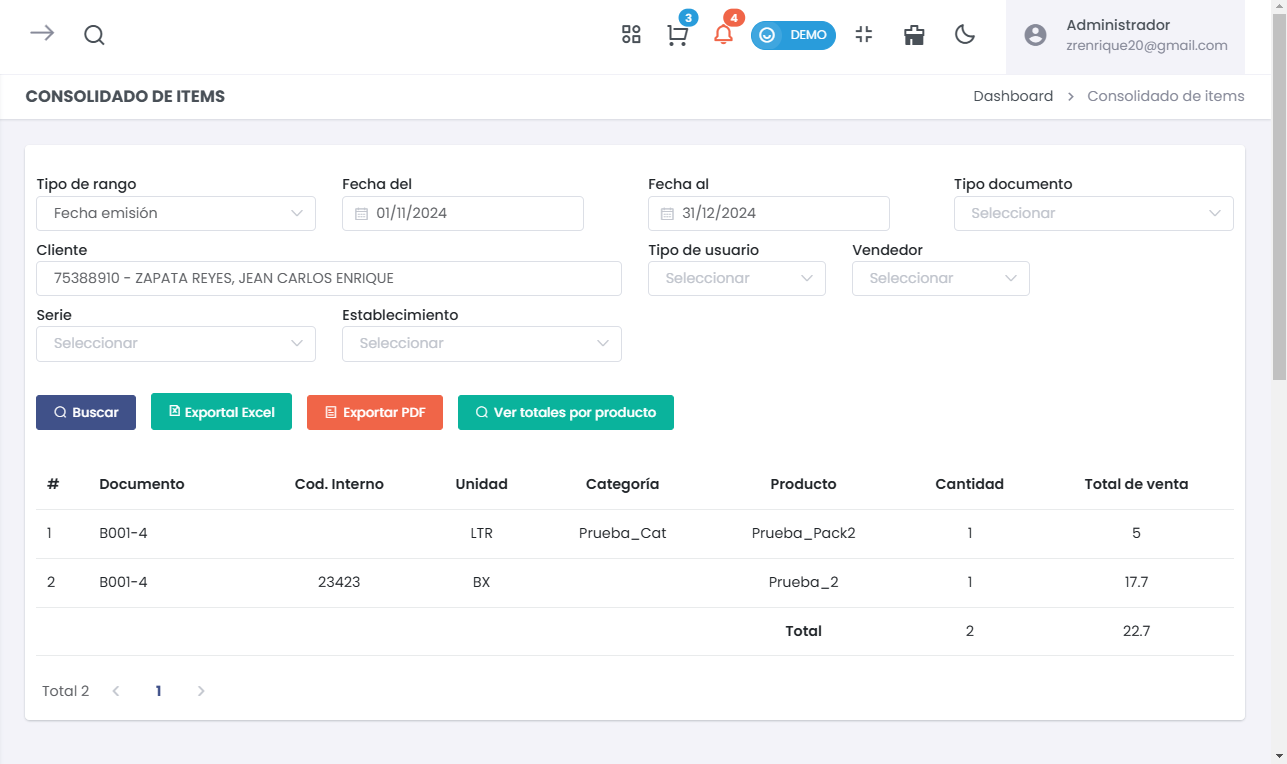 3
4
DEMO
Administrador
zrenrique20@gmail.com
CONSOLIDADO DE ITEMS
Dashboard > Consolidado de items
Tipo de rango Fecha del Fecha al Tipo documento
Fecha emisión 01/11/2024 31/12/2024 Seleccionar
Cliente Tipo de usuario Vendedor
75388910 - ZAPATA REYES, JEAN CARLOS ENRIQUE Seleccionar Seleccionar
Serie Establecimiento
Seleccionar Seleccionar
Buscar Exportal Excel Exportar PDF Ver totales por producto
# Documento Cod. Interno Unidad Categoría Producto Cantidad Total de venta
1 B001-4 LTR Prueba_Cat Prueba_Pack2 1 5
2 B001-4 23423 BX Prueba_2 1 17.7
Total 2 22.7
Total 2 < 1 >